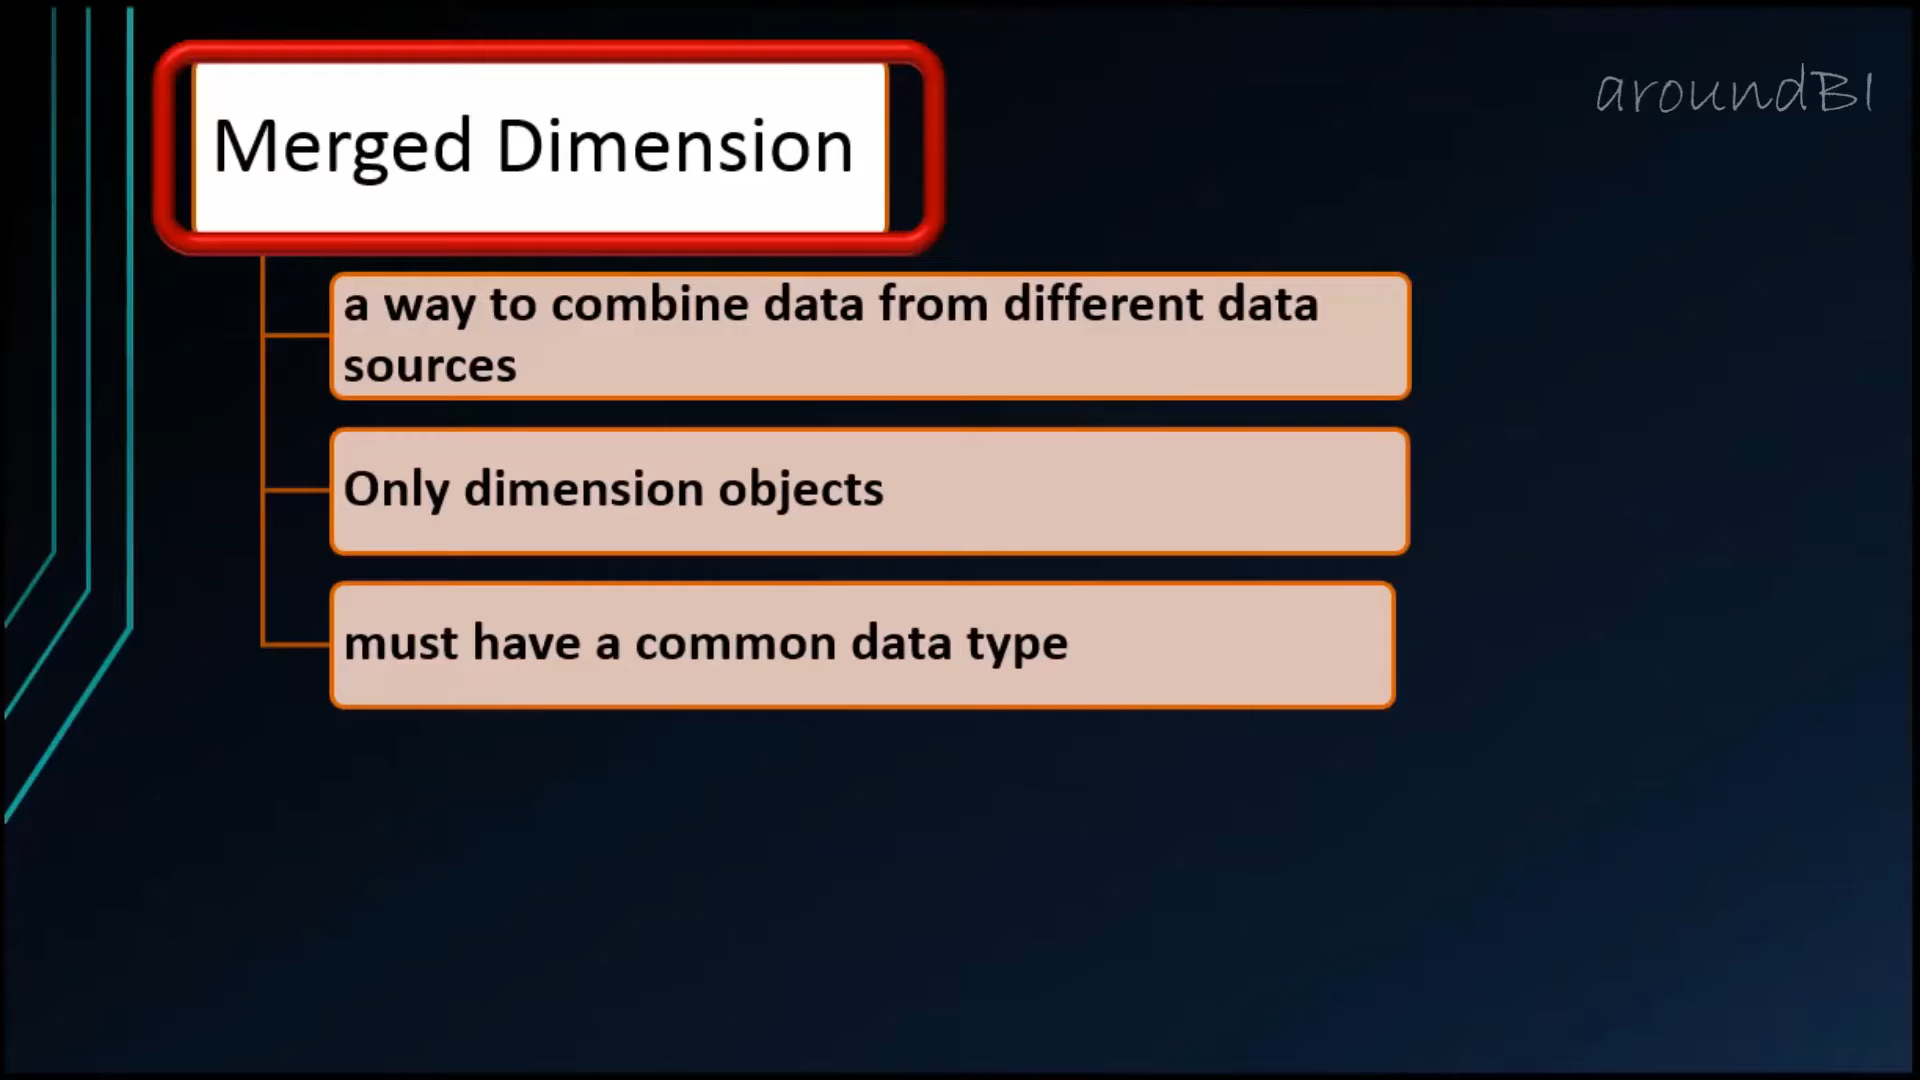 aroundBI
Merged Dimension
a way to combine data from different data
sources
Only dimension objects
must have a common data type